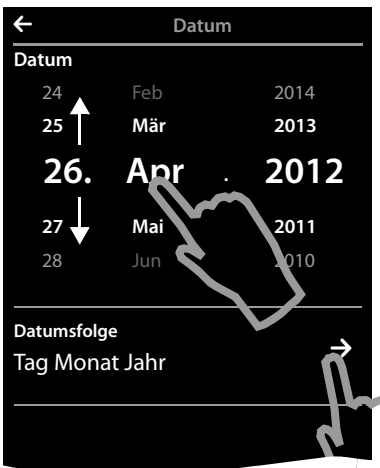 Datum
Datum
24 Feb 2014
25 Mär 2013
26. Apr . 2012
27 Mai 2011
28 Jun 2010
Datumsfolge
Tag Monat Jahr